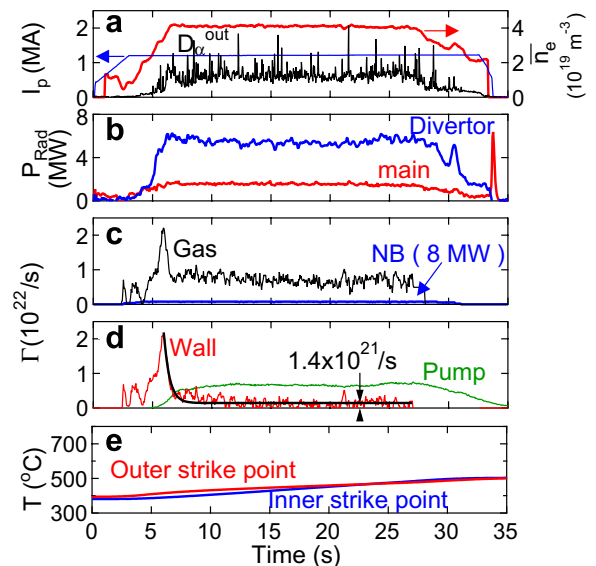 a
I_p (MA)
2
1
0
D_α^out
4
2
0
n̅_e
(10^19 m^-3)
b
P_Rad
(MW)
6
2
0
Divertor
main
c
2
1
0
Gas
NB ( 8 MW )
Γ(10^22/s)
d
2
1
0
Wall
1.4x10^21/s
Pump
e
T (°C)
700
500
300
Outer strike point
Inner strike point
0 5 10 15 20 25 30 35
Time (s)